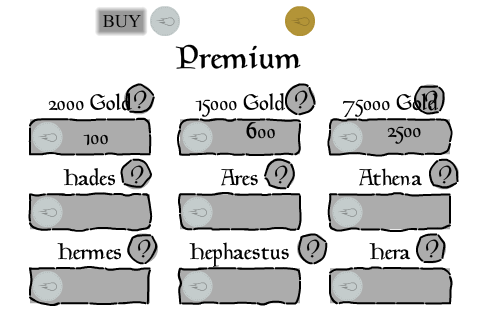 BUY
Premium
2000 Gold ? 15000 Gold ? 75000 Gold ?
100 600 2500
Hades ? Ares ? Athena ?
Hermes ? Hephaestus ? Hera ?